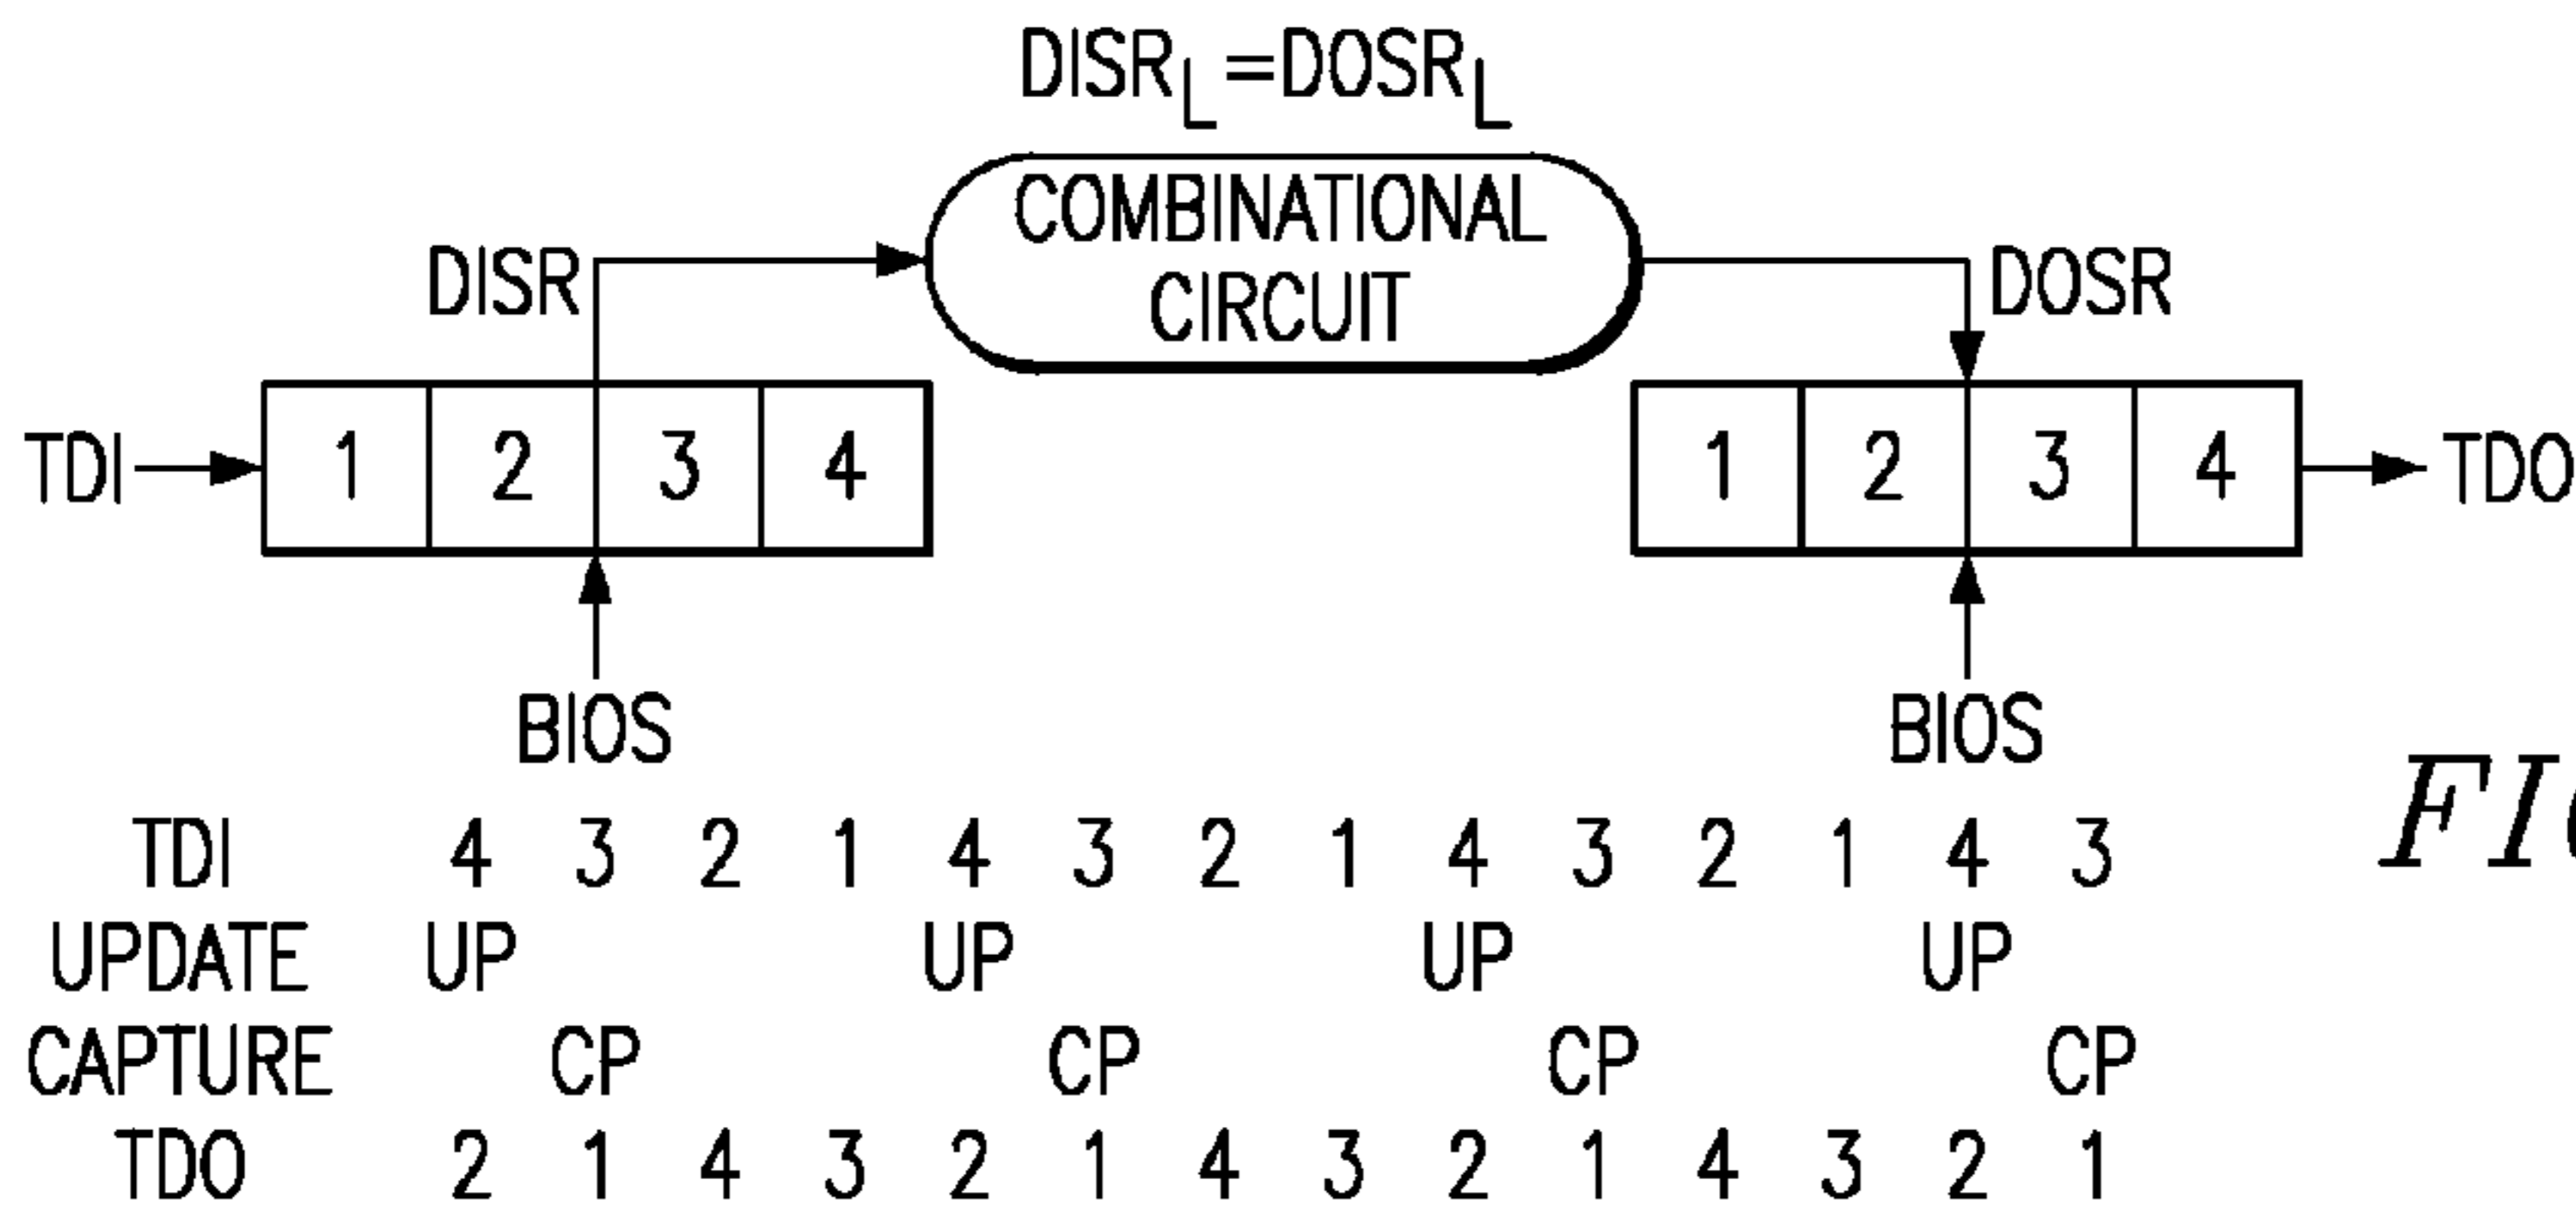 DISRL=DOSRL
COMBINATIONAL
CIRCUIT
DISR
DOSR
TDI
1 2 3 4
1 2 3 4
TDO
BIOS
BIOS
TDI 4 3 2 1 4 3 2 1 4 3 2 1 4 3
UPDATE UP UP UP UP
CAPTURE CP CP CP CP
TDO 2 1 4 3 2 1 4 3 2 1 4 3 2 1